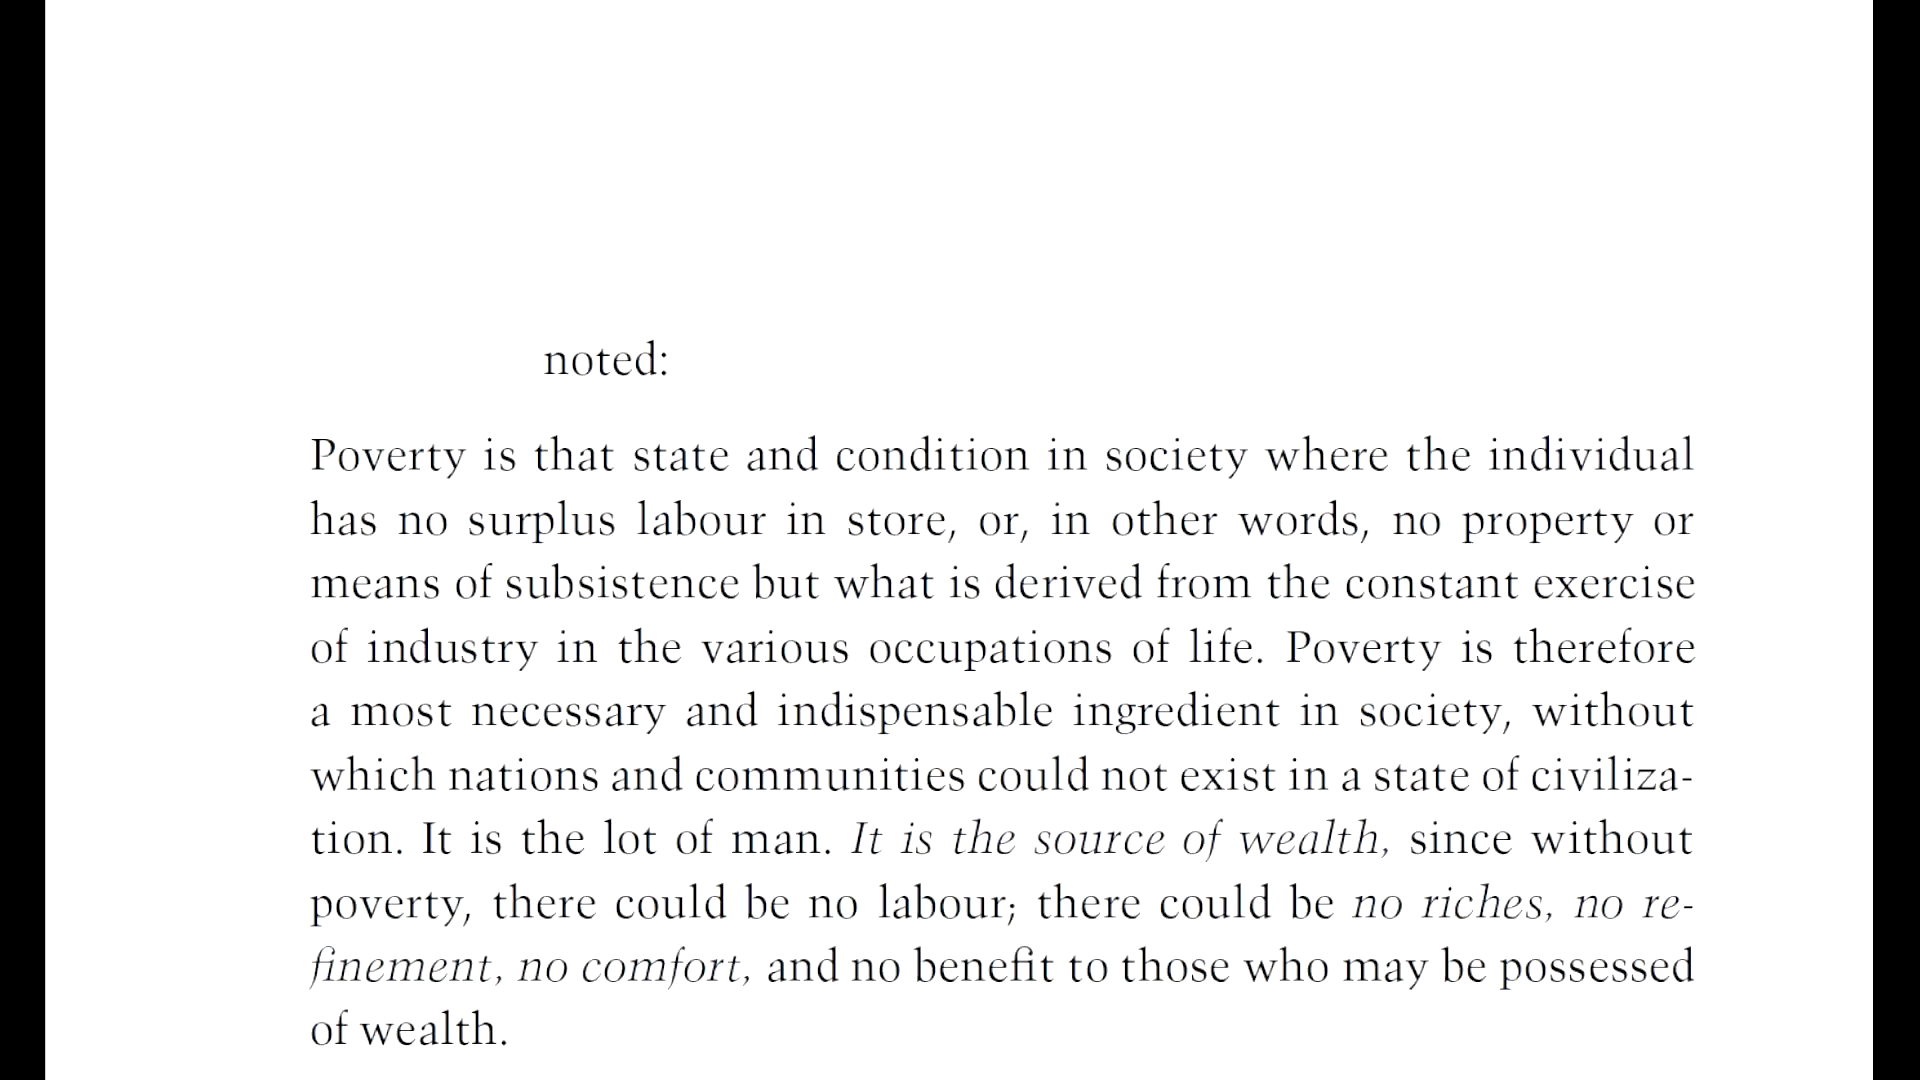 noted:
Poverty is that state and condition in society where the individual
has no surplus labour in store, or, in other words, no property or
means of subsistence but what is derived from the constant exercise
of industry in the various occupations of life. Poverty is therefore
a most necessary and indispensable ingredient in society, without
which nations and communities could not exist in a state of civiliza-
tion. It is the lot of man. It is the source of wealth, since without
poverty, there could be no labour; there could be no riches, no re-
finement, no comfort, and no benefit to those who may be possessed
of wealth.